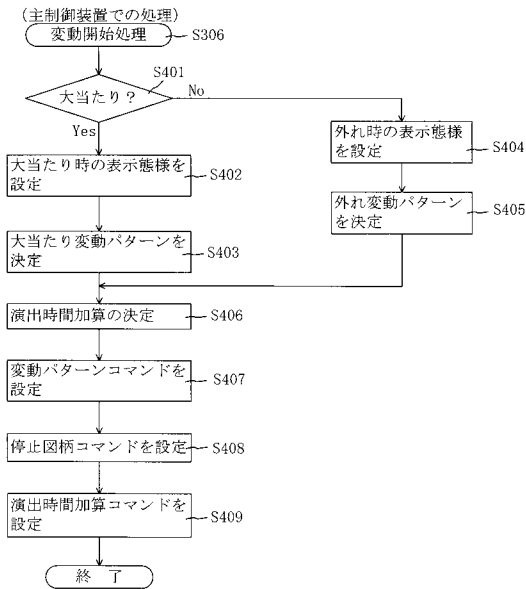 (主制御装置での処理)
変動開始処理
S306
S401
大当たり?
No
Yes
大当たり時の表示態様を
設定
S402
外れ時の表示態様
を設定
S404
大当たり変動パターンを
決定
S403
外れ変動パターン
を決定
S405
演出時間加算の決定
S406
変動パターンコマンドを
設定
S407
停止図柄コマンドを設定
S408
演出時間加算コマンドを
設定
S409
終 了